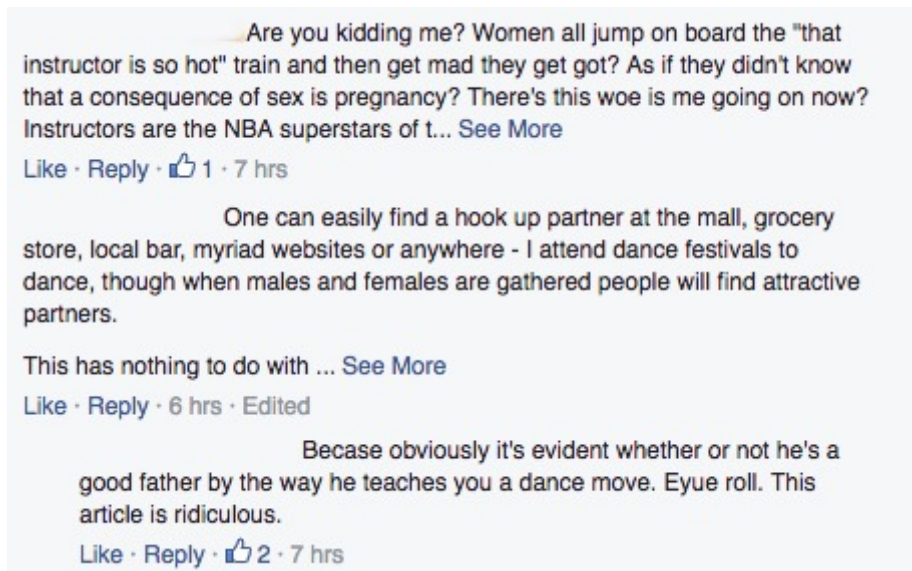 Are you kidding me? Women all jump on board the "that
instructor is so hot" train and then get mad they get got? As if they didn't know
that a consequence of sex is pregnancy? There's this woe is me going on now?
Instructors are the NBA superstars of t... See More
Like · Reply · 1 · 7 hrs
One can easily find a hook up partner at the mall, grocery
store, local bar, myriad websites or anywhere - I attend dance festivals to
dance, though when males and females are gathered people will find attractive
partners.
This has nothing to do with ... See More
Like · Reply · 6 hrs · Edited
Becase obviously it's evident whether or not he's a
good father by the way he teaches you a dance move. Eyue roll. This
article is ridiculous.
Like · Reply · 2 · 7 hrs